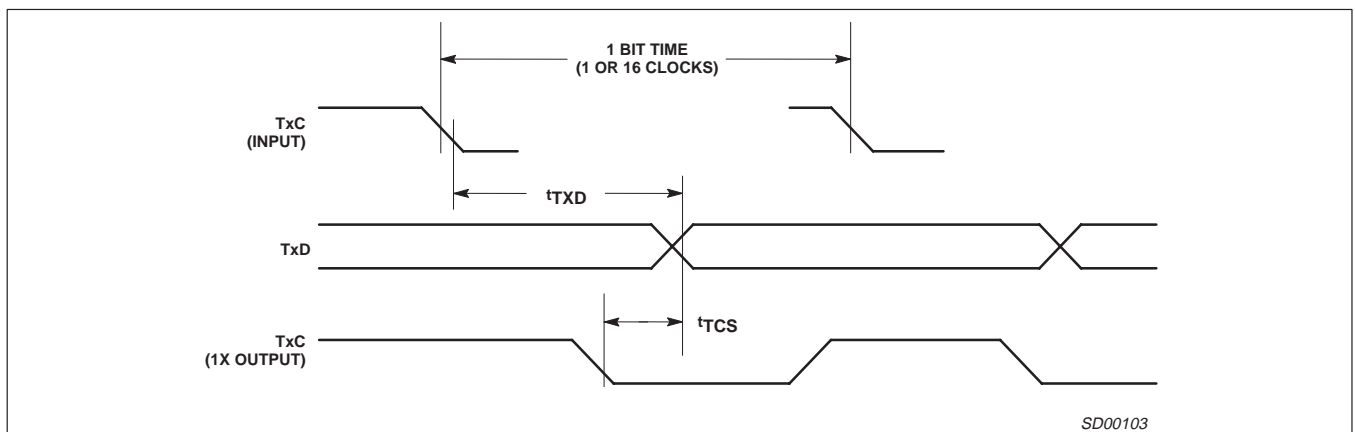 1 BIT TIME
(1 OR 16 CLOCKS)
TxC
(INPUT)
tTXD
TxD
tTCS
TxC
(1X OUTPUT)
SD00103